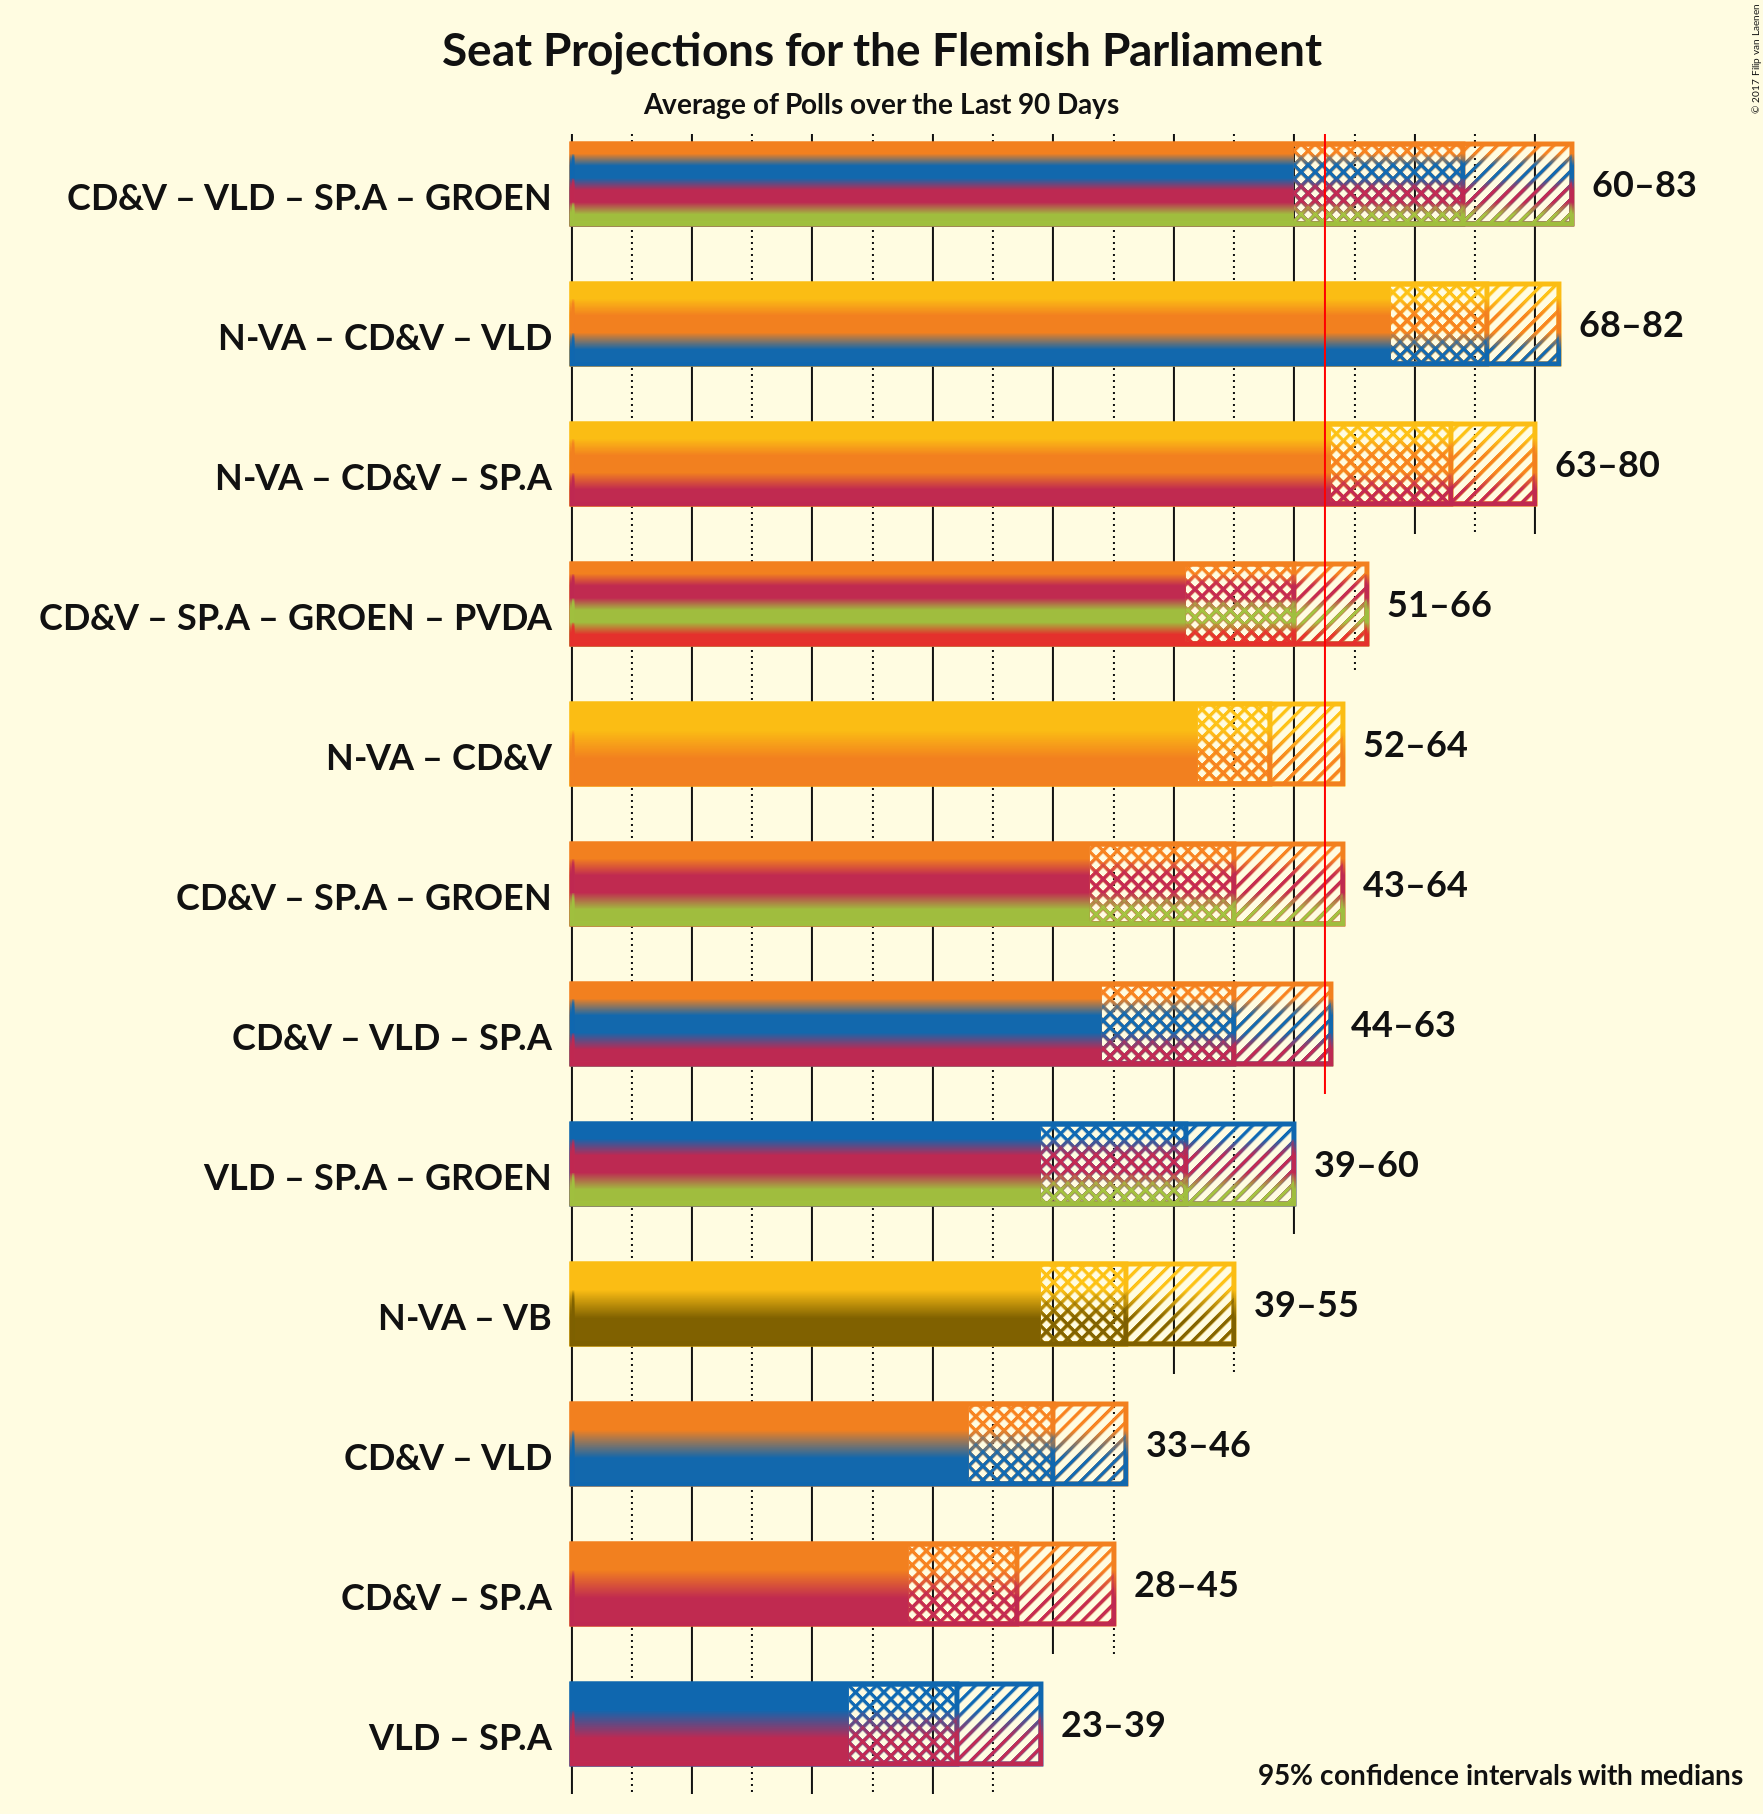 Seat Projections for the Flemish Parliament
Average of Polls over the Last 90 Days
© 2017 Filip van Laenen
CD&V – VLD – SP.A – GROEN 60–83
N-VA – CD&V – VLD 68–82
N-VA – CD&V – SP.A 63–80
CD&V – SP.A – GROEN – PVDA 51–66
N-VA – CD&V 52–64
CD&V – SP.A – GROEN 43–64
CD&V – VLD – SP.A 44–63
VLD – SP.A – GROEN 39–60
N-VA – VB 39–55
CD&V – VLD 33–46
CD&V – SP.A 28–45
VLD – SP.A 23–39
95% confidence intervals with medians